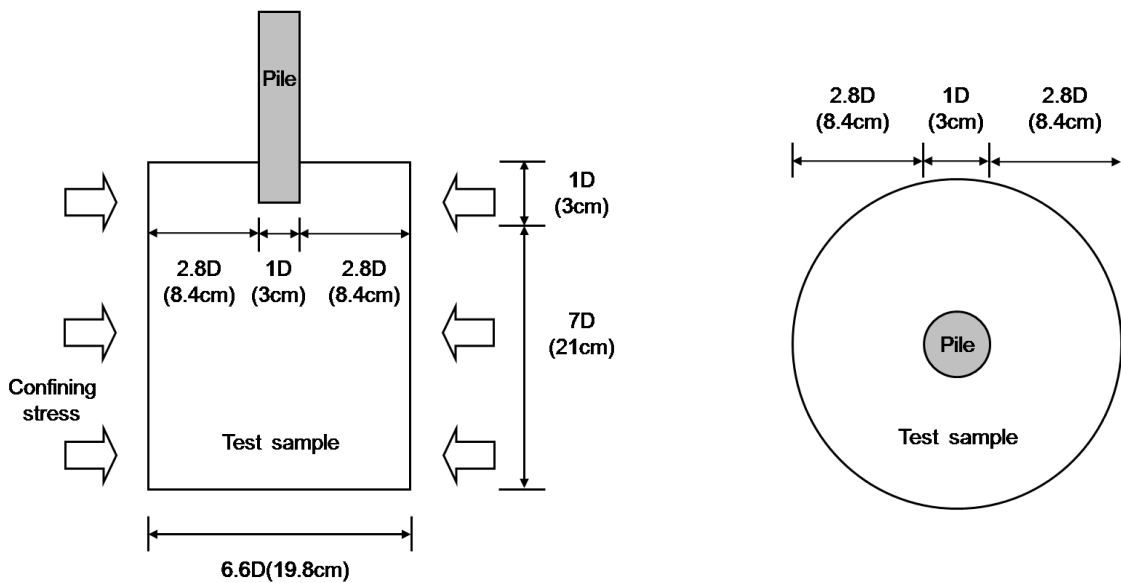 Pile
1D
(3cm)
2.8D
(8.4cm)
1D
(3cm)
2.8D
(8.4cm)
7D
(21cm)
Confining
stress
Test sample
6.6D(19.8cm)
2.8D
(8.4cm)
1D
(3cm)
2.8D
(8.4cm)
Pile
Test sample